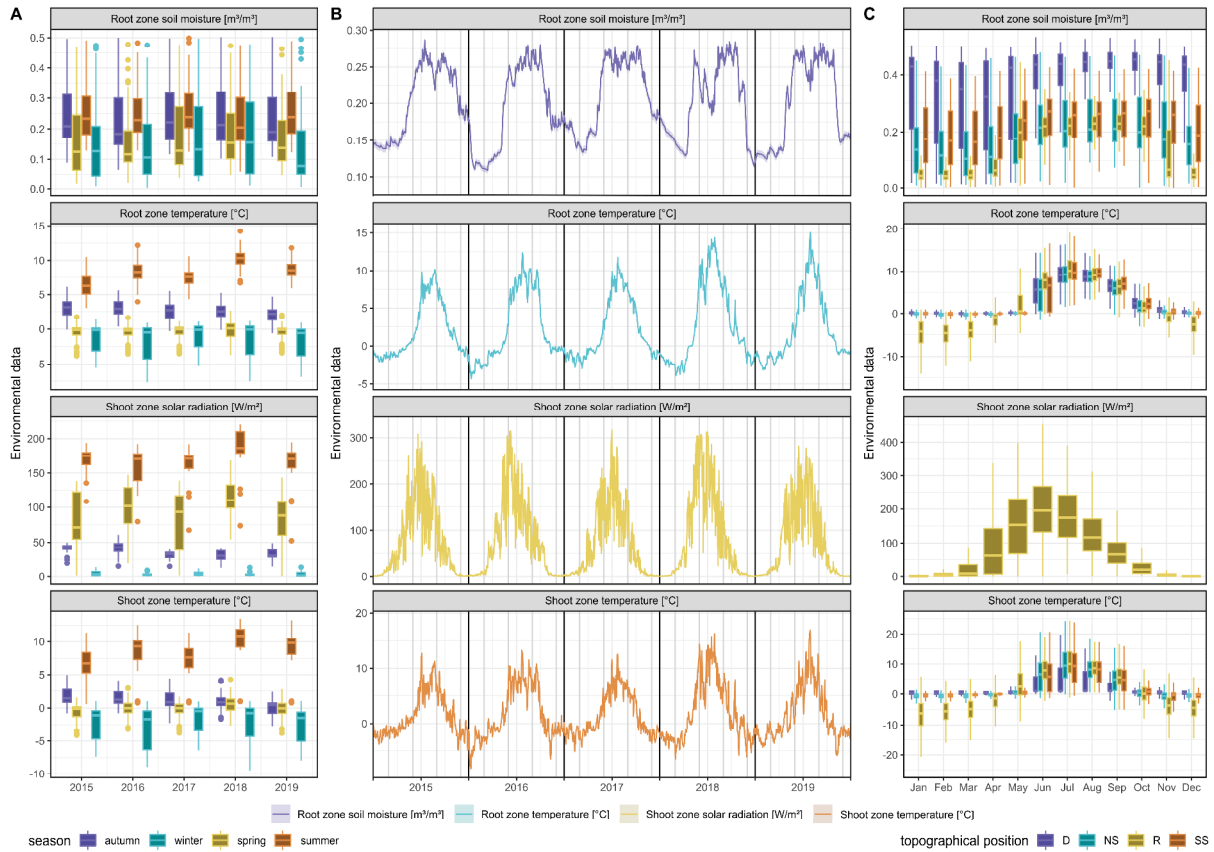 A
B
C
Root zone soil moisture [m³/m³]
Root zone soil moisture [m³/m³]
Root zone soil moisture [m³/m³]
0.5
0.4
0.3
0.2
0.1
0.0
0.30
0.25
0.20
0.15
0.10
0.4
0.2
0.0
Root zone temperature [°C]
Root zone temperature [°C]
Root zone temperature [°C]
15
10
5
0
5
15
10
5
0
-5
20
10
0
-10
Environmental data
Environmental data
Environmental data
Shoot zone solar radiation [W/m²]
Shoot zone solar radiation [W/m²]
Shoot zone solar radiation [W/m²]
200
150
100
50
0
300
200
100
0
400
300
200
100
0
Shoot zone temperature [°C]
Shoot zone temperature [°C]
Shoot zone temperature [°C]
10
5
0
-5
-10
20
10
0
20
10
0
-10
-20
2015 2016 2017 2018 2019
2015 2016 2017 2018 2019
Jan Feb Mar Apr May Jun Jul Aug Sep Oct Nov Dec
Root zone soil moisture [m³/m³] Root zone temperature [°C] Shoot zone solar radiation [W/m²] Shoot zone temperature [°C]
season autumn winter spring summer
topographical position D NS R SS